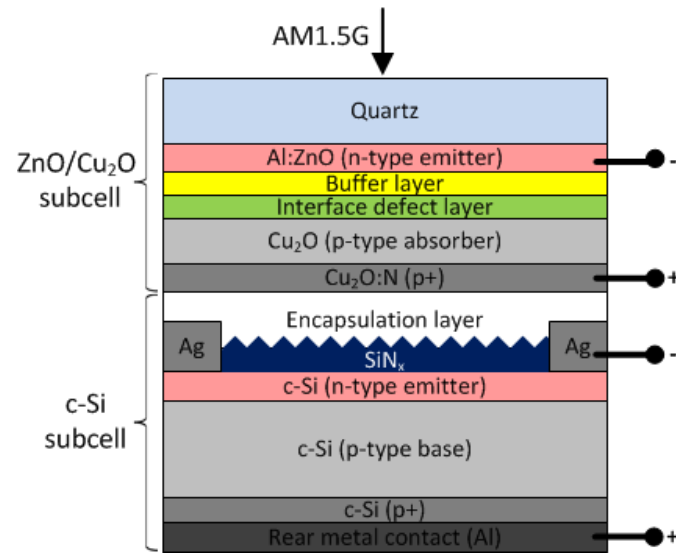 AM1.5G
Quartz
ZnO/Cu₂O
subcell
Al:ZnO (n-type emitter)
-
Buffer layer
Interface defect layer
Cu₂O (p-type absorber)
Cu₂O:N (p+)
+
Encapsulation layer
Ag
SiNₓ
Ag
-
c-Si
subcell
c-Si (n-type emitter)
c-Si (p-type base)
c-Si (p+)
Rear metal contact (Al)
+